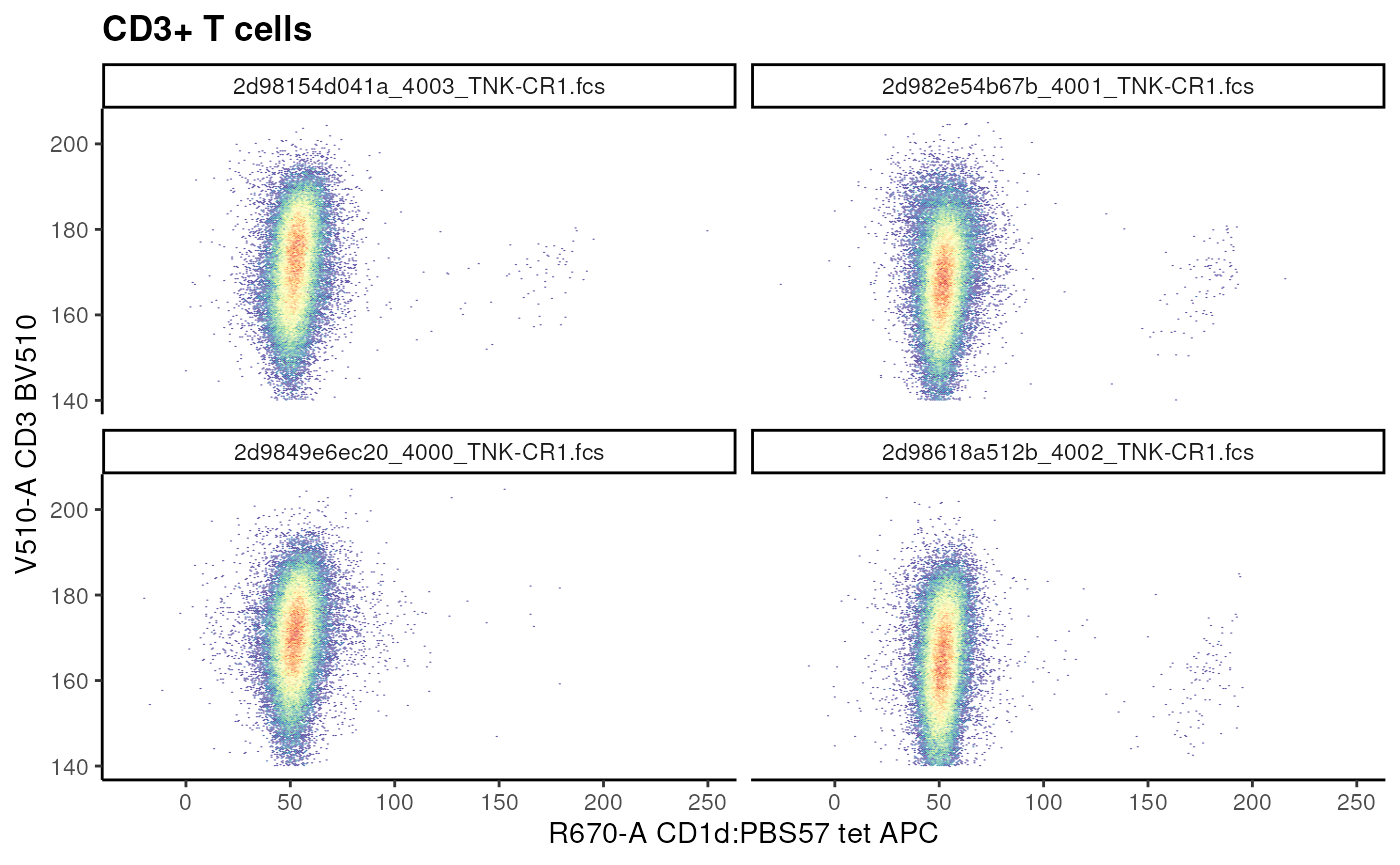 CD3+ T cells
2d98154d041a_4003_TNK-CR1.fcs
2d982e54b67b_4001_TNK-CR1.fcs
200
180
160
140
2d9849e6ec20_4000_TNK-CR1.fcs
2d98618a512b_4002_TNK-CR1.fcs
200
180
160
140
V510-A CD3 BV510
0 50 100 150 200 250
0 50 100 150 200 250
R670-A CD1d:PBS57 tet APC